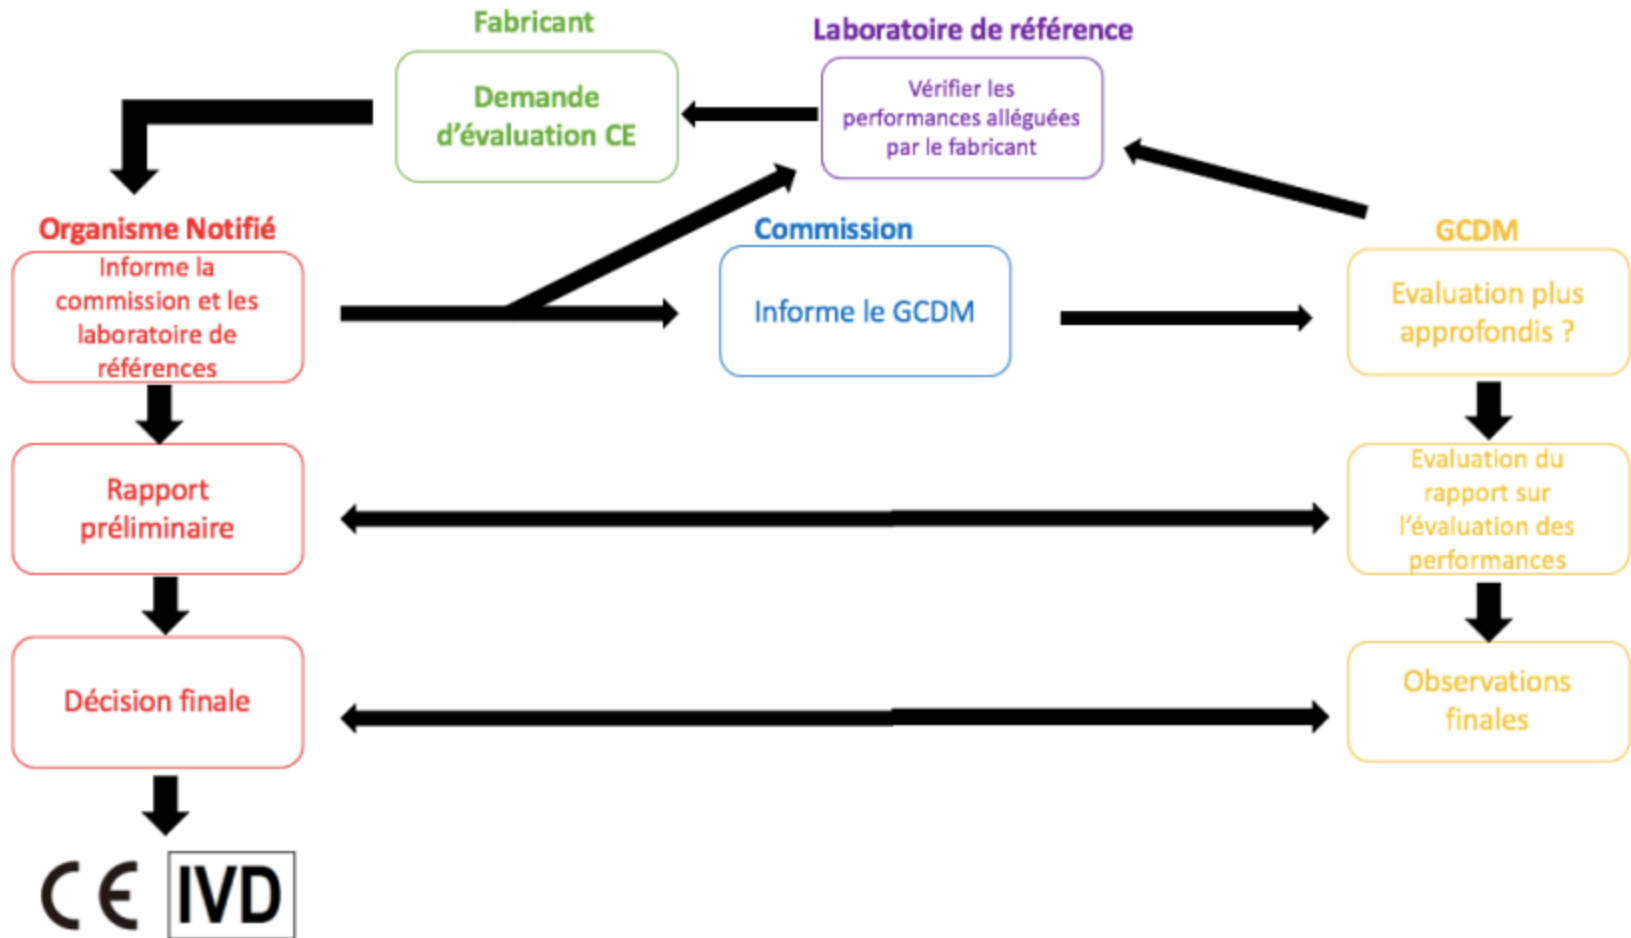 Fabricant
Demande
d'évaluation CE
Laboratoire de référence
Vérifier les
performances alléguées
par le fabricant
Organisme Notifié
Informe la
commission et les
laboratoire de
références
Commission
Informe le GCDM
GCDM
Evaluation plus
approfondis ?
Rapport
préliminaire
Evaluation du
rapport sur
l'évaluation des
performances
Décision finale
Observations
finales
CE IVD